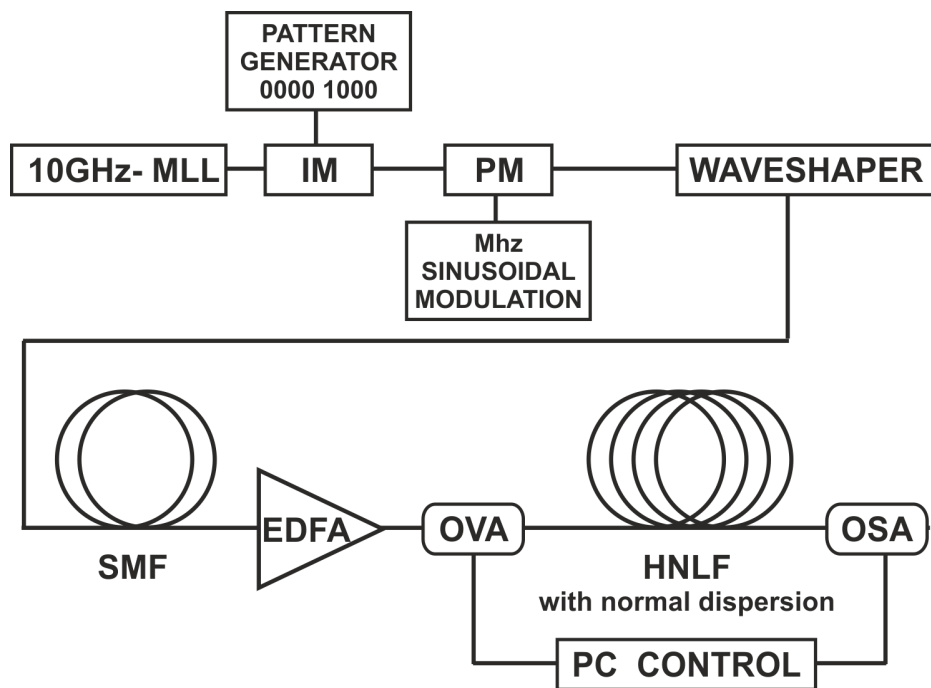 PATTERN
GENERATOR
0000 1000
10GHz- MLL
IM
PM
WAVESHAPER
Mhz
SINUSOIDAL
MODULATION
SMF
EDFA
OVA
HNLF
with normal dispersion
OSA
PC CONTROL